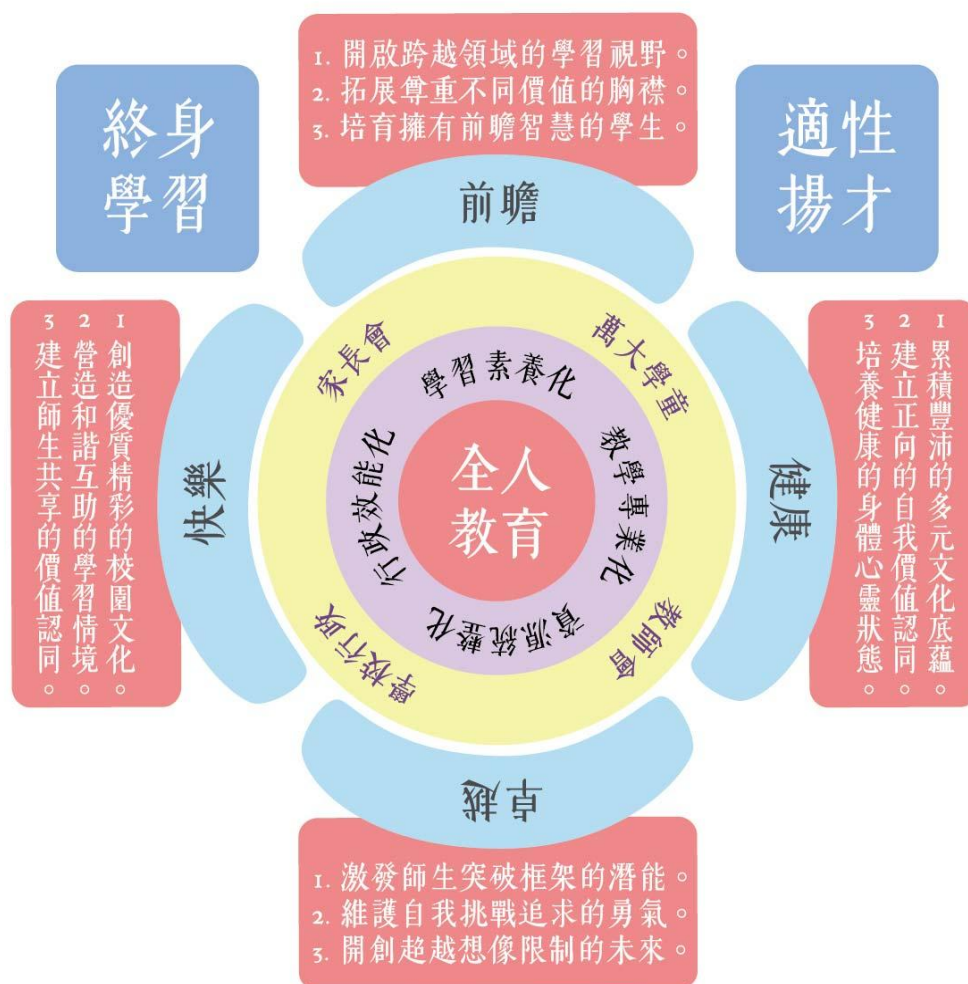 1. 開啟跨越領域的學習視野。
2. 拓展尊重不同價值的胸襟。
3. 培育擁有前瞻智慧的學生。
終身
學習
適性
揚才
前瞻
家長會
萬大學童
學習素養化
1 創造優質精彩的校園文化。
2 營造和諧互助的學習情境。
3 建立師生共享的價值認同。
快樂
行政效能化
全人
教育
教學專業化
健康
1 累積豐沛的多元文化底蘊。
2 建立正向的自我價值認同。
3 培養健康的身體心靈狀態。
資源統整化
學校行政
教師會
卓越
1. 激發師生突破框架的潛能。
2. 維護自我挑戰追求的勇氣。
3. 開創超越想像限制的未來。